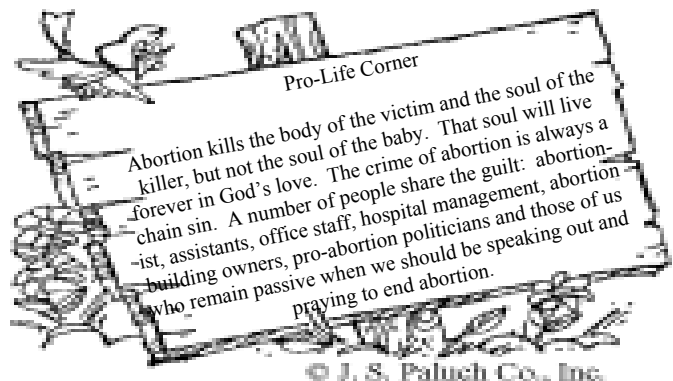 Pro-Life Corner
Abortion kills the body of the victim and the soul of the
killer, but not the soul of the baby.  That soul will live
forever in God's love.  The crime of abortion is always a
chain sin.  A number of people share the guilt:  abortion-
ist, assistants, office staff, hospital management, abortion
building owners, pro-abortion politicians and those of us
who remain passive when we should be speaking out and
praying to end abortion.
© J. S. Paluch Co., Inc.